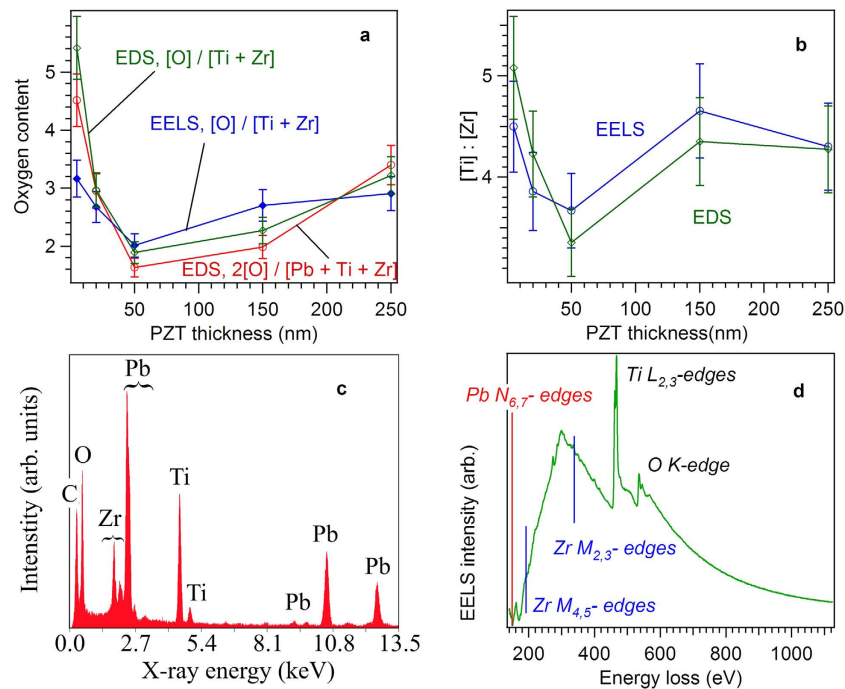 a
EDS, [O] / [Ti + Zr]
EELS, [O] / [Ti + Zr]
EDS, 2[O] / [Pb + Ti + Zr]
5
4
3
2
Oxygen content
50 100 150 200 250
PZT thickness (nm)
b
EELS
EDS
5
4
[Ti] : [Zr]
50 100 150 200 250
PZT thickness(nm)
c
Pb
O
C
Zr
Ti
Ti
Pb
Pb
Pb
Intenstity (arb. units)
0.0 2.7 5.4 8.1 10.8 13.5
X-ray energy (keV)
d
Ti L2,3-edges
Pb N6,7- edges
O K-edge
Zr M2,3- edges
Zr M4,5- edges
EELS intensity (arb.)
200 400 600 800 1000
Energy loss (eV)